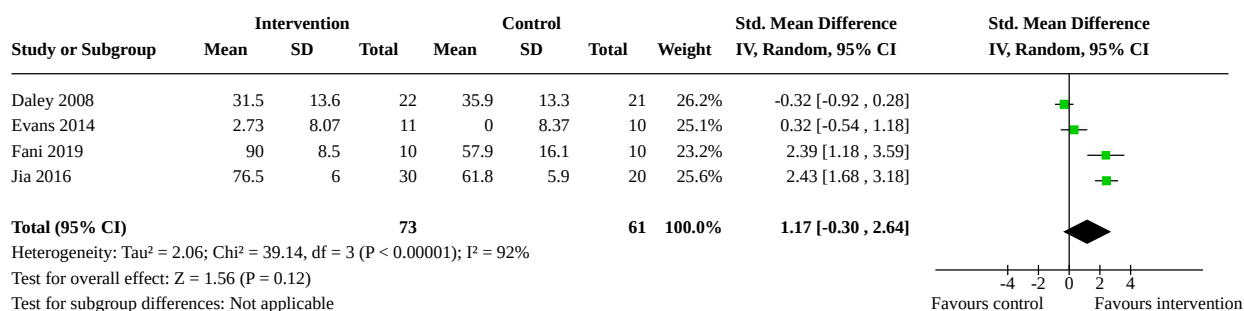 Intervention Control Std. Mean Difference Std. Mean Difference
Study or Subgroup Mean SD Total Mean SD Total Weight IV, Random, 95% CI IV, Random, 95% CI
Daley 2008 31.5 13.6 22 35.9 13.3 21 26.2% -0.32 [-0.92 , 0.28]
Evans 2014 2.73 8.07 11 0 8.37 10 25.1% 0.32 [-0.54 , 1.18]
Fani 2019 90 8.5 10 57.9 16.1 10 23.2% 2.39 [1.18 , 3.59]
Jia 2016 76.5 6 30 61.8 5.9 20 25.6% 2.43 [1.68 , 3.18]
Total (95% CI) 73 61 100.0% 1.17 [-0.30 , 2.64]
Heterogeneity: Tau² = 2.06; Chi² = 39.14, df = 3 (P < 0.00001); I² = 92%
Test for overall effect: Z = 1.56 (P = 0.12)
-4 -2 0 2 4
Test for subgroup differences: Not applicable
Favours control Favours intervention